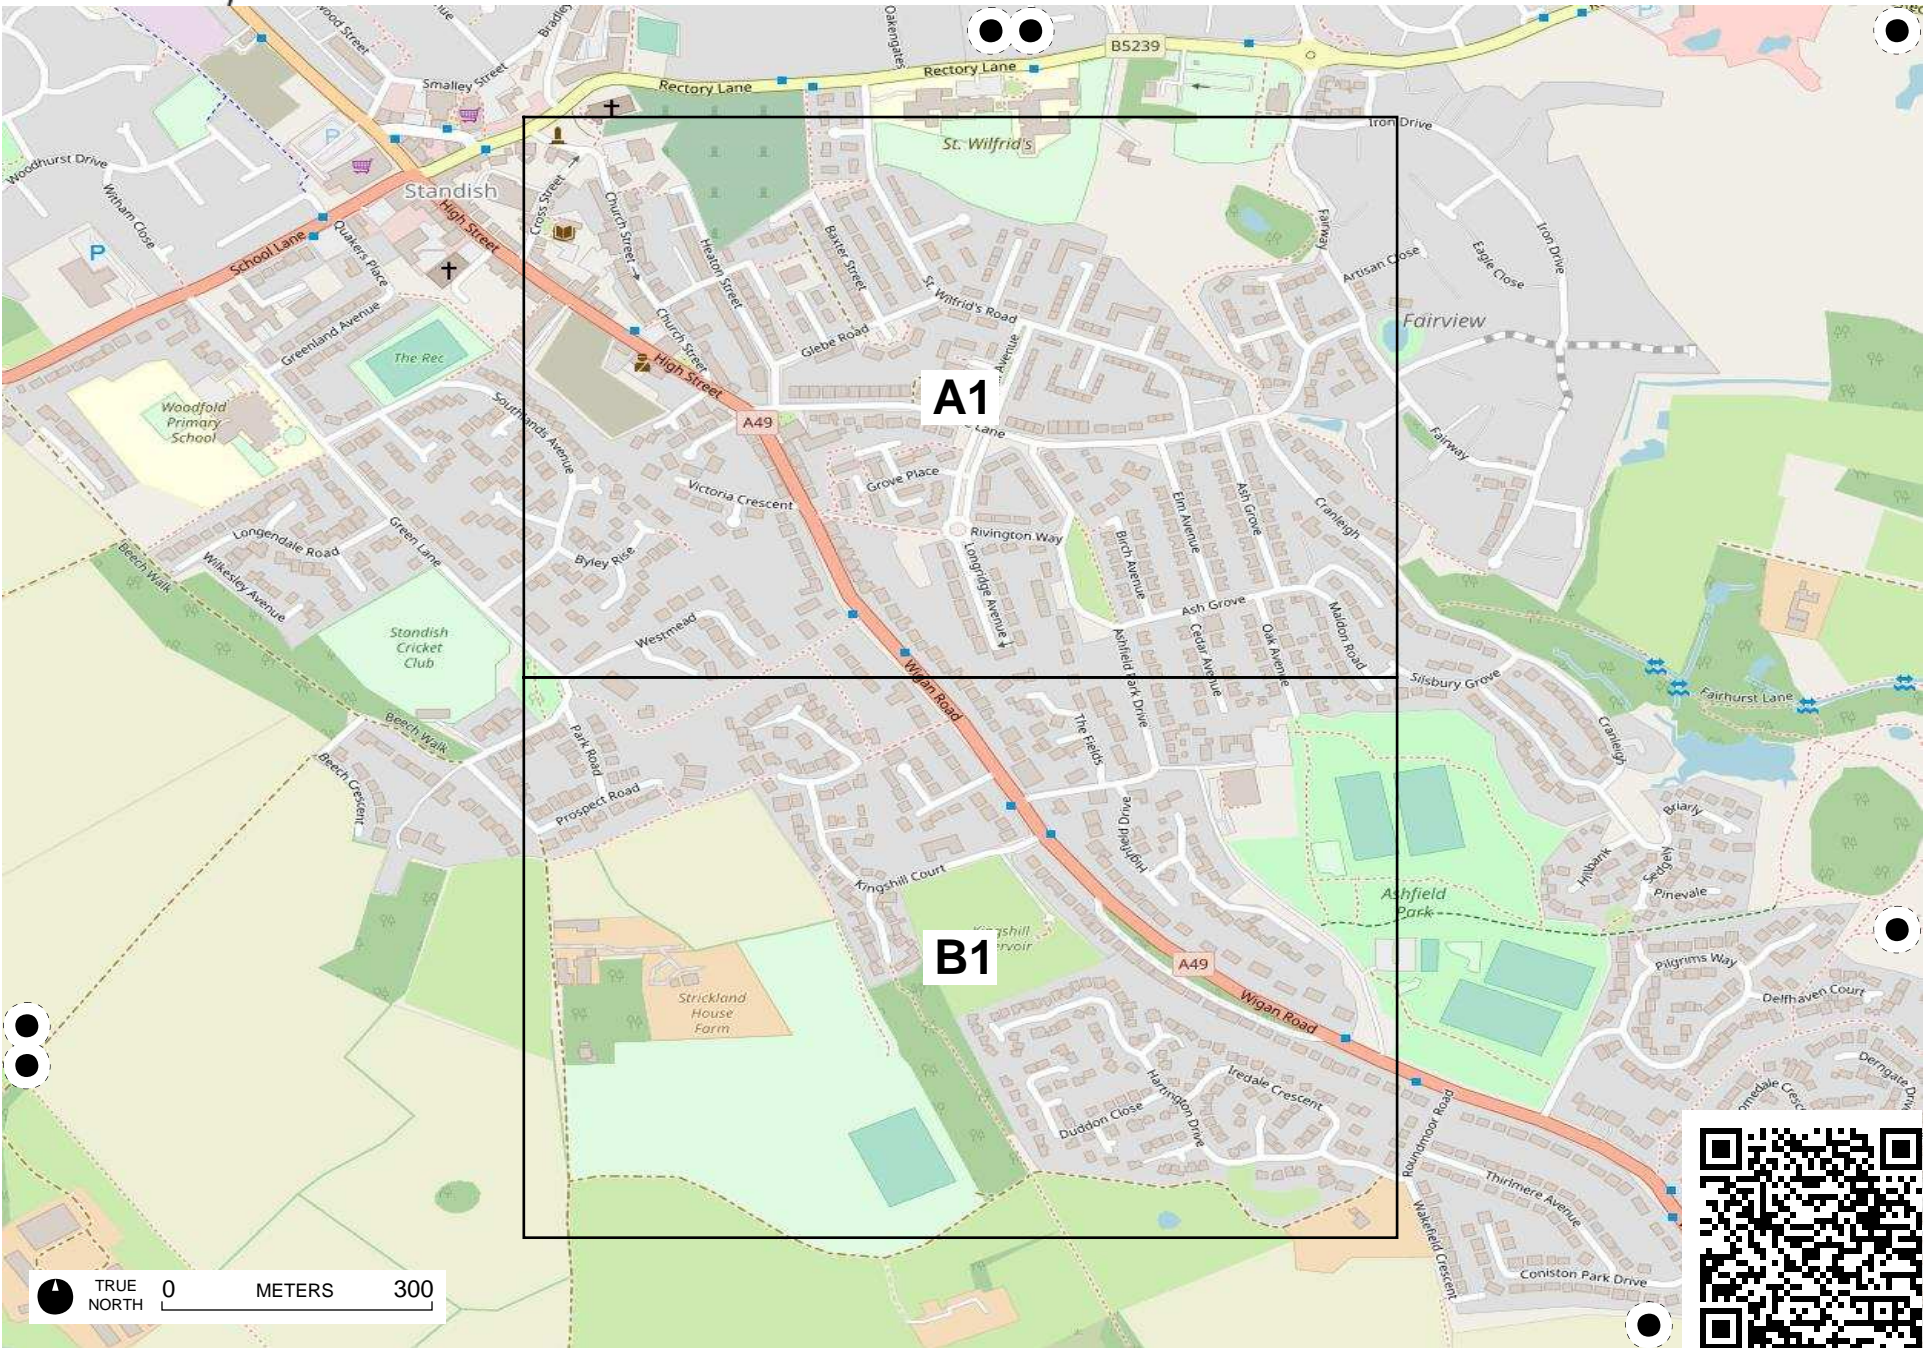 Smalley Street
Oakengates
B5239
Rectory Lane
Rectory Lane
P
Woodhurst Drive
Witham Close
Standish
St. Wilfrid's
Iron Drive
Cross Street
Church Street
Fairway
High Street
School Lane
Quakers Place
P
Heaton Street
Baxter Street
Iron Drive
Eagle Close
Artisan Close
St. Wilfrid's Road
Fairview
Greenland Avenue
The Rec
Church Street
Glebe Road
Avenue
High Street
Woodfold
Primary
School
Southlands Avenue
A49
A1
Lane
Fairway
Victoria Crescent
Grove Place
Elm Avenue
Ash Grove
Cranleigh
Longendale Road
Green Lane
Byley Rise
Rivington Way
Longridge Avenue
Birch Avenue
Beech Walk
Wilkesley Avenue
Westmead
Ash Grove
Maldon Road
Standish
Cricket
Club
Ashfield Park Drive
Cedar Avenue
Oak Avenue
Wigan Road
Silsbury Grove
Fairhurst Lane
Beech Walk
Park Road
The Fields
Cranleigh
Beech Crescent
Prospect Road
Highfield Drive
Briarly
Hillbank
Sedgely
Pinevale
Kingshill Court
Ashfield
Park
B1
A49
Pilgrims Way
Delfhaven Court
Strickland
House
Farm
Wigan Road
Hartington Drive
Iredale Crescent
Duddon Close
Roundmoor Road
Thirlmere Avenue
Wakefield Crescent
Coniston Park Drive
TRUE
NORTH
0 METERS 300